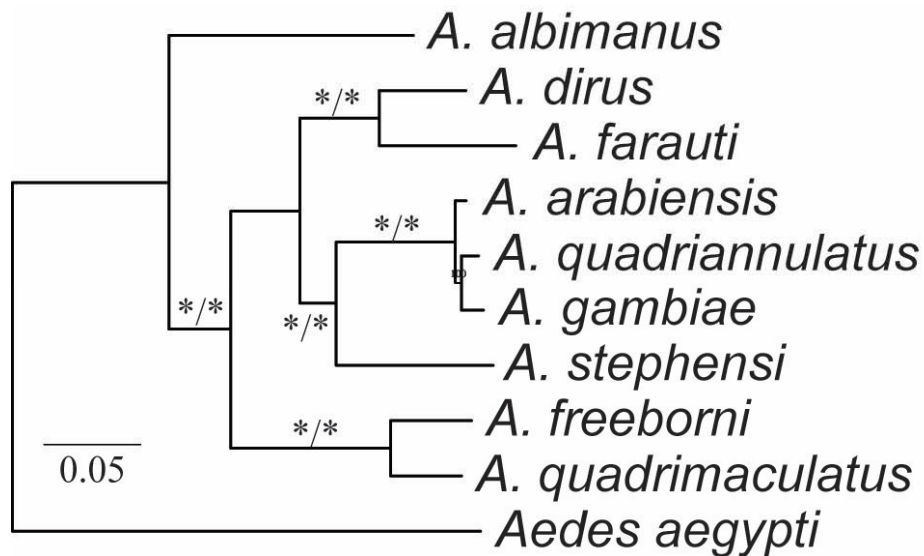 A. albimanus
*/*
A. dirus
A. farauti
A. arabiensis
*/*
A. quadriannulatus
A. gambiae
*/*
*/*
A. stephensi
A. freeborni
*/*
0.05
A. quadrimaculatus
Aedes aegypti